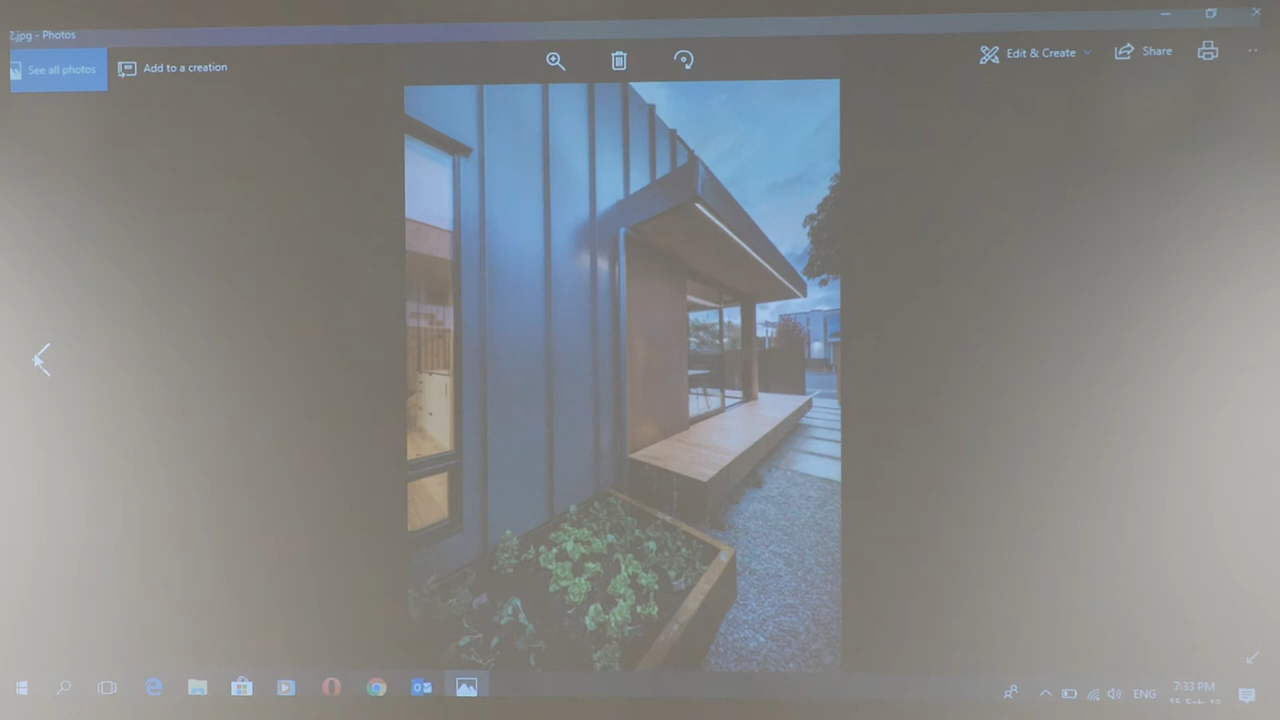 2.jpg - Photos
See all photos
Add to a creation
Edit & Create
Share
ENG
7:33 PM